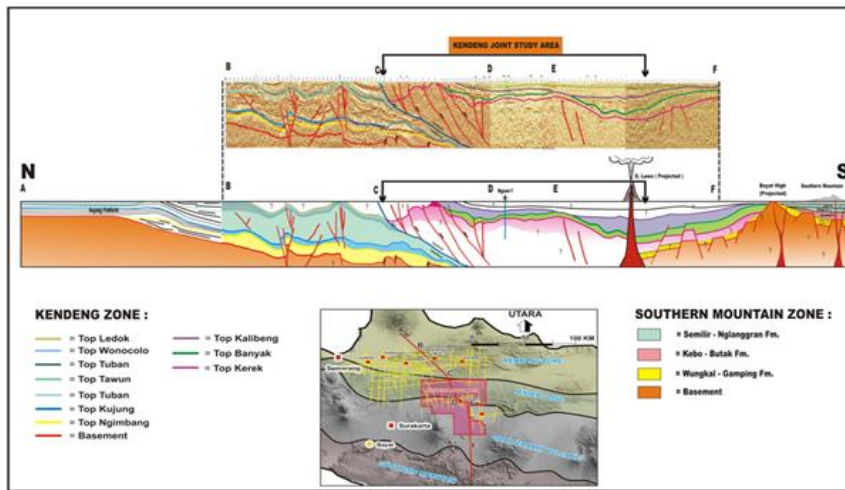 KENDENG JOINT STUDY AREA
B
C
D
E
F
N
S
A
B
C
D
E
F
Ngawi 1
G. Lawu ( Projected )
Bayat High
(Projected)
Southern Mountain
KENDENG ZONE :
= Top Ledok
= Top Wonocolo
= Top Tuban
= Top Tawun
= Top Tuban
= Top Kujung
= Top Ngimbang
= Basement
= Top Kalibeng
= Top Banyak
= Top Kerek
UTARA
100 KM
Semarang
Surakarta
Bayat
SOUTHERN MOUNTAIN ZONE :
= Semilir - Nglanggran Fm.
= Kebo - Butak Fm.
= Wungkal - Gamping Fm.
= Basement